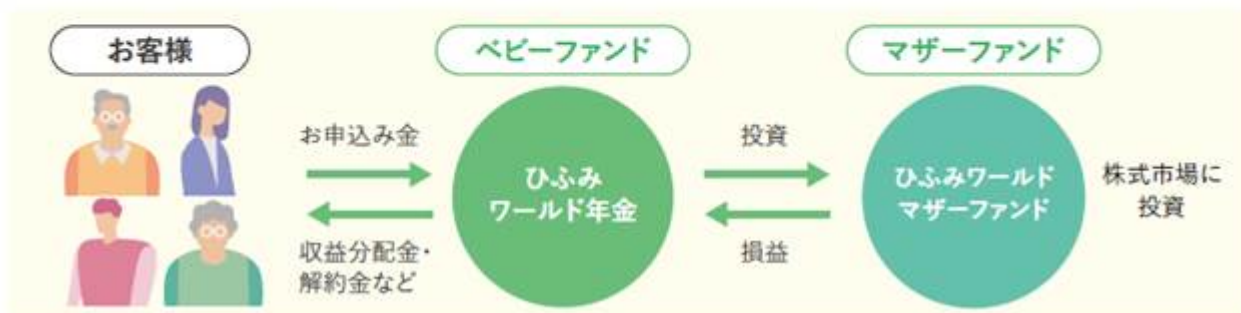 お客様
ベビーファンド
マザーファンド
お申込み金
収益分配金・
解約金など
ひふみ
ワールド年金
投資
損益
ひふみワールド
マザーファンド
株式市場に
投資